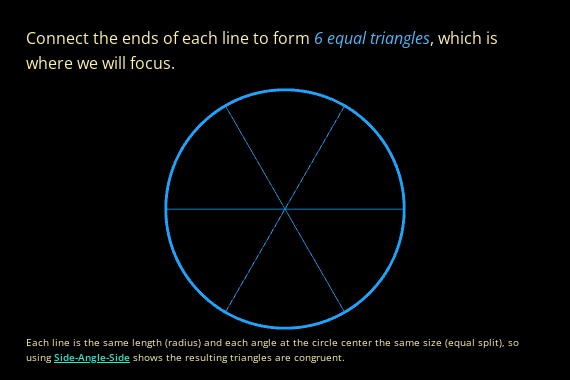 Connect the ends of each line to form 6 equal triangles, which is
where we will focus.
Each line is the same length (radius) and each angle at the circle center the same size (equal split), so
using Side-Angle-Side shows the resulting triangles are congruent.